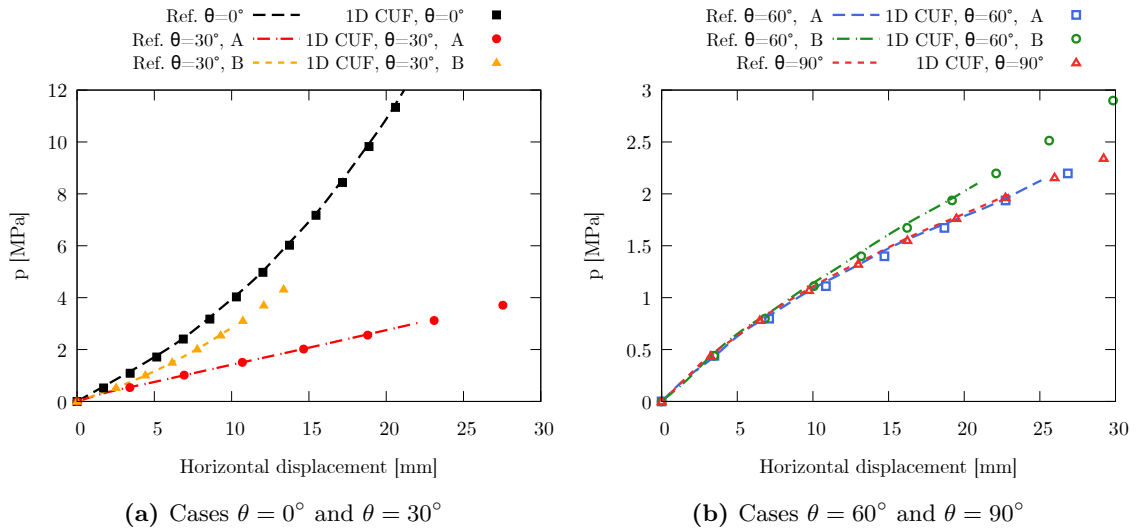 Ref. θ=0° 1D CUF, θ=0°
Ref. θ=30°, A 1D CUF, θ=30°, A
Ref. θ=30°, B 1D CUF, θ=30°, B
12
10
8
6
4
2
0
p [MPa]
0 5 10 15 20 25 30
Horizontal displacement [mm]
(a) Cases θ = 0° and θ = 30°
Ref. θ=60°, A 1D CUF, θ=60°, A
Ref. θ=60°, B 1D CUF, θ=60°, B
Ref. θ=90° 1D CUF, θ=90°
3
2.5
2
1.5
1
0.5
0
p [MPa]
0 5 10 15 20 25 30
Horizontal displacement [mm]
(b) Cases θ = 60° and θ = 90°